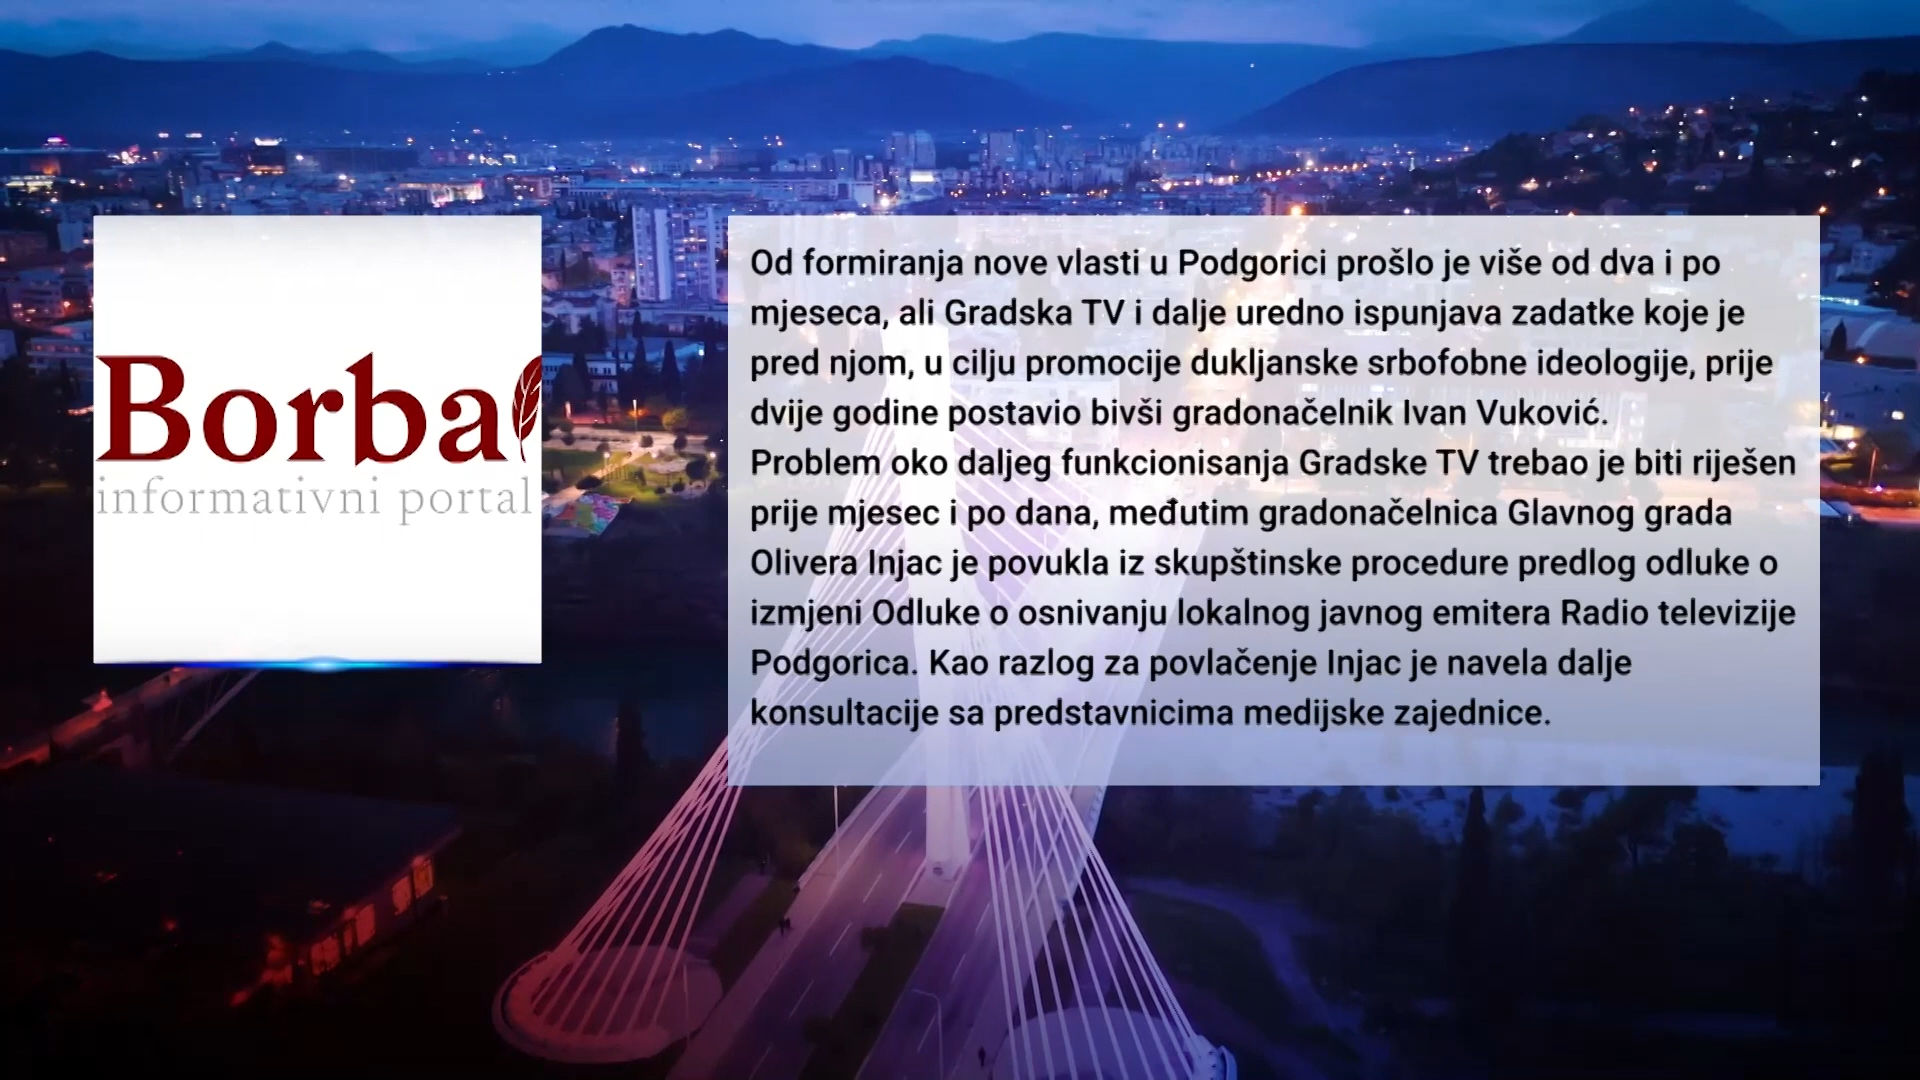 Borba
informativni portal
Od formiranja nove vlasti u Podgorici prošlo je više od dva i po
mjeseca, ali Gradska TV i dalje uredno ispunjava zadatke koje je
pred njom, u cilju promocije dukljanske srbofobne ideologije, prije
dvije godine postavio bivši gradonačelnik Ivan Vuković.
Problem oko daljeg funkcionisanja Gradske TV trebao je biti riješen
prije mjesec i po dana, međutim gradonačelnica Glavnog grada
Olivera Injac je povukla iz skupštinske procedure predlog odluke o
izmjeni Odluke o osnivanju lokalnog javnog emitera Radio televizije
Podgorica. Kao razlog za povlačenje Injac je navela dalje
konsultacije sa predstavnicima medijske zajednice.